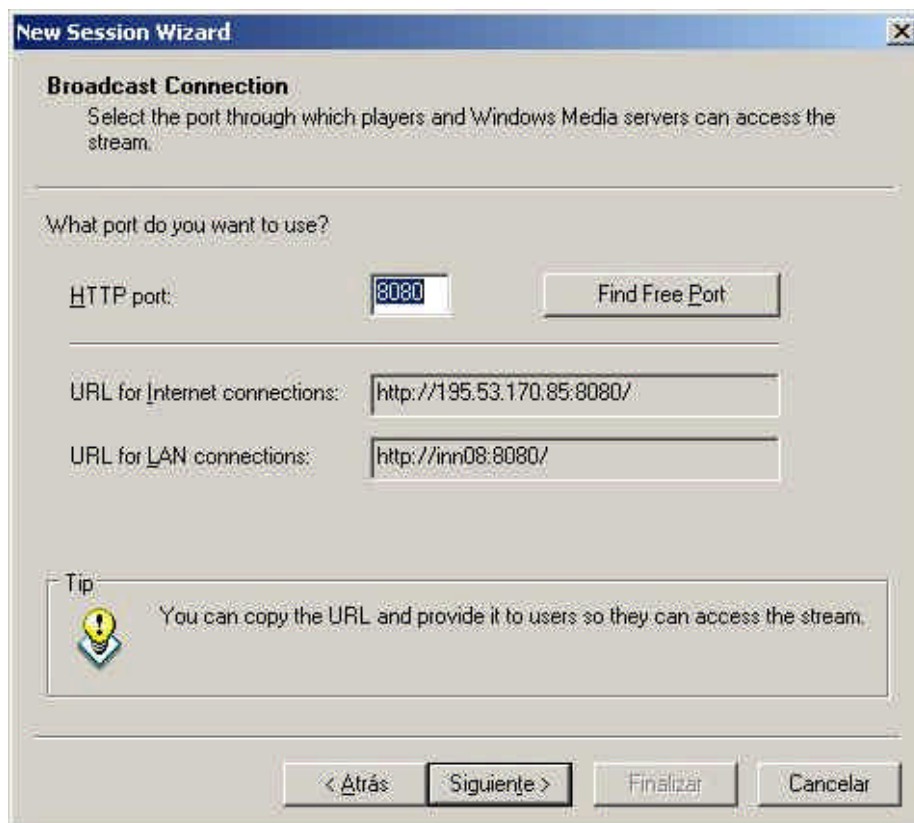 New Session Wizard
Broadcast Connection
Select the port through which players and Windows Media servers can access the
stream.
What port do you want to use?
HTTP port: 8080 Find Free Port
URL for Internet connections: http://195.53.170.85:8080/
URL for LAN connections: http://inn08:8080/
Tip
You can copy the URL and provide it to users so they can access the stream.
< Atrás Siguiente > Finalizar Cancelar